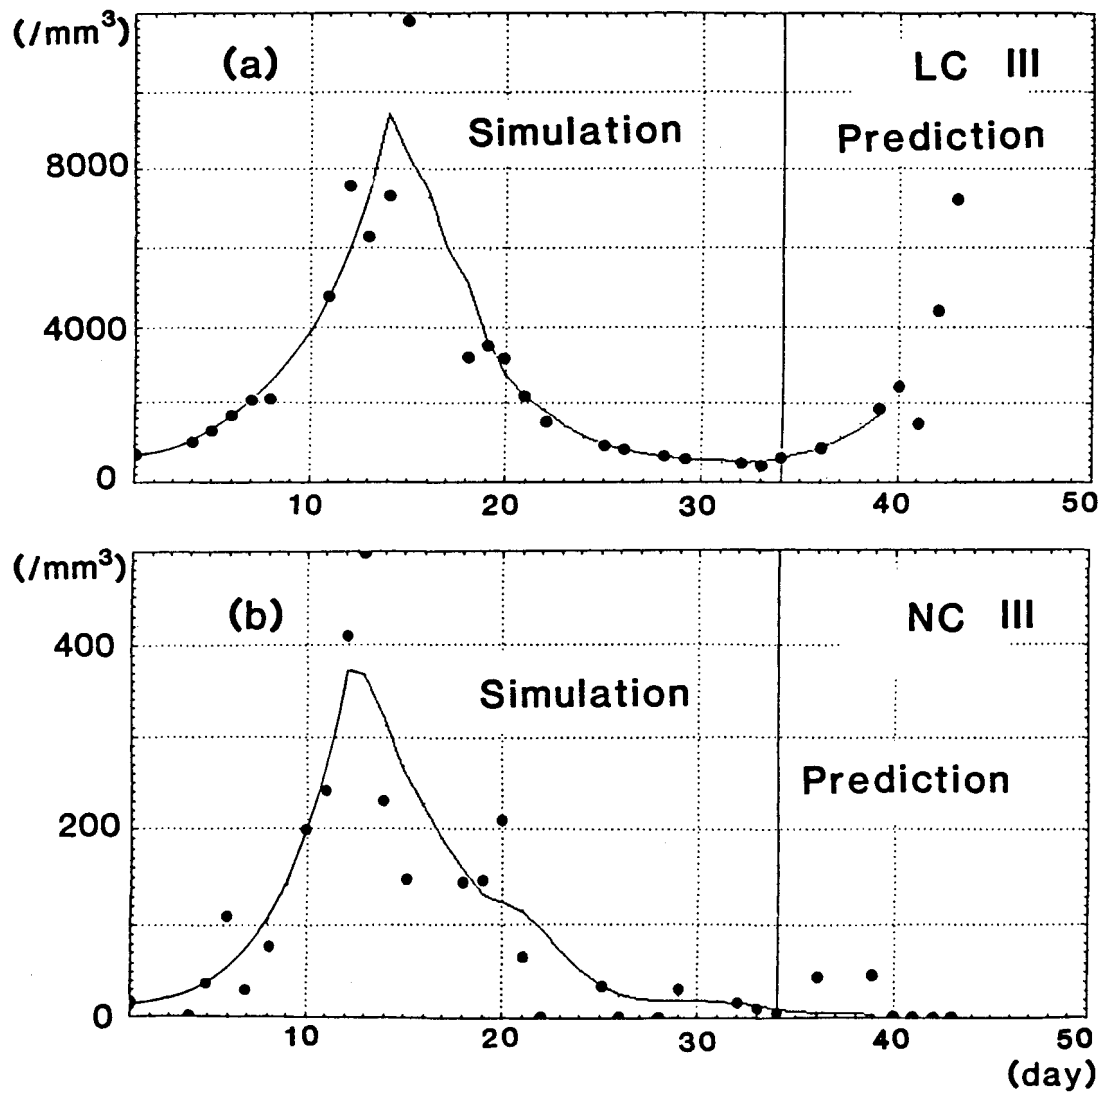 (/mm³)
(a)
LC III
Simulation
Prediction
8000
4000
0
10 20 30 40 50
(/mm³)
(b)
NC III
400
Simulation
Prediction
200
0
10 20 30 40 50
(day)